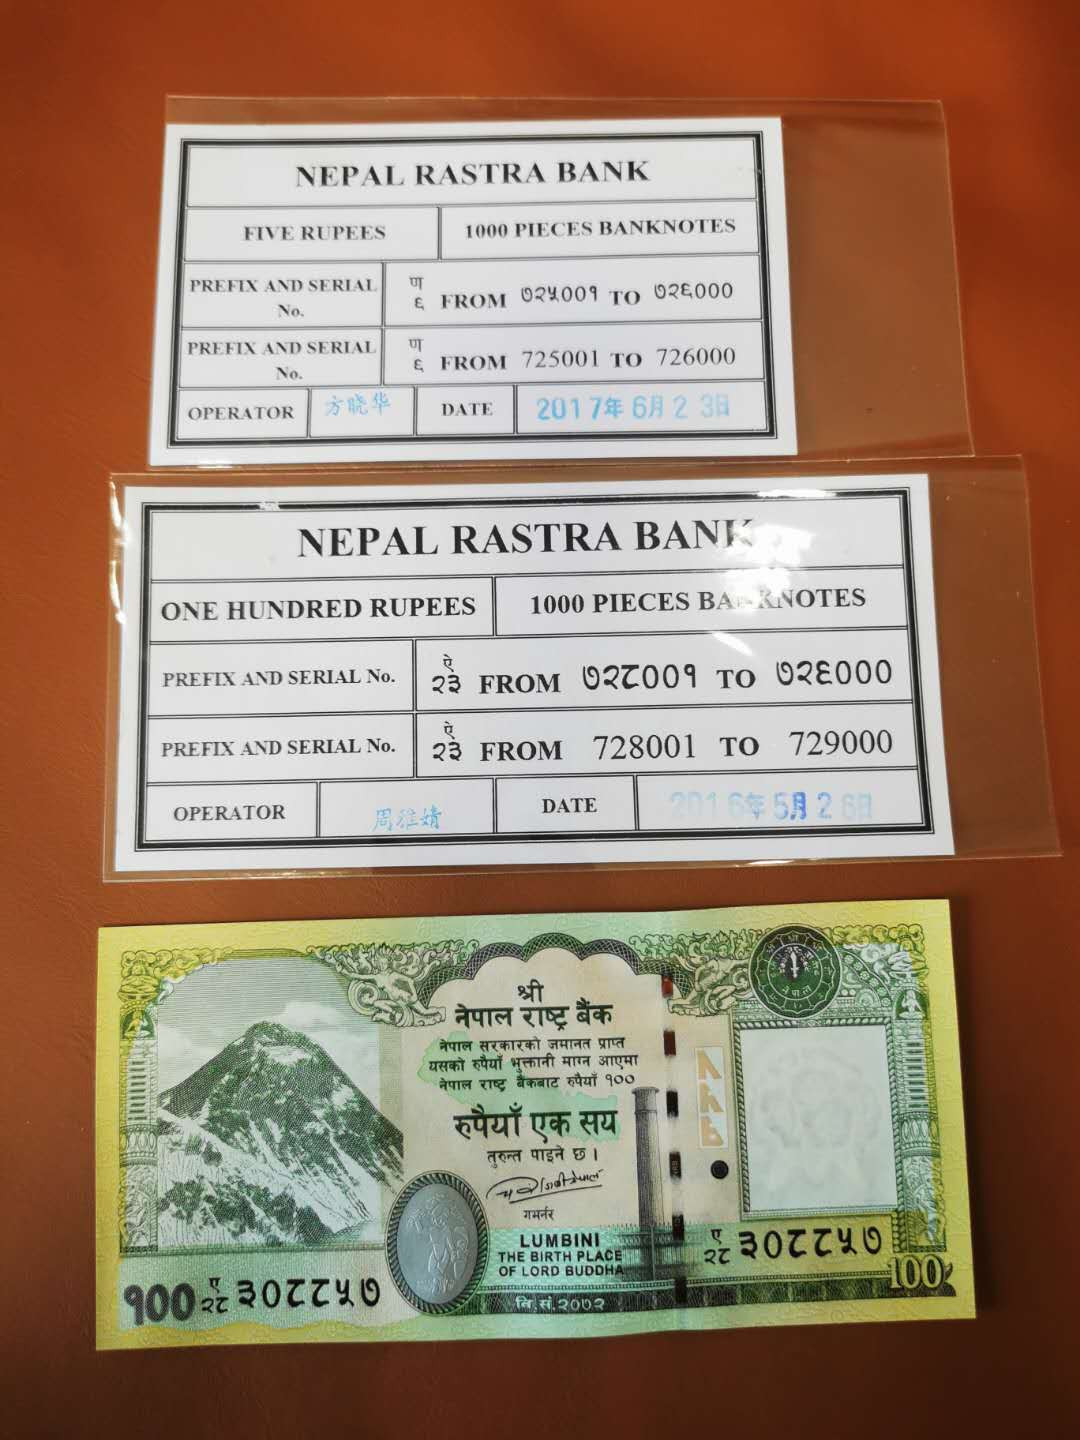 NEPAL RASTRA BANK
FIVE RUPEES
1000 PIECES BANKNOTES
PREFIX AND SERIAL No.
ण ६ FROM ७२५००१ TO ७२६०००
PREFIX AND SERIAL No.
ण ६ FROM 725001 TO 726000
OPERATOR
方晓华
DATE
2017年6月23日
NEPAL RASTRA BANK
ONE HUNDRED RUPEES
1000 PIECES BANKNOTES
PREFIX AND SERIAL No.
ऐ २३ FROM ७२८००१ TO ७२९०००
PREFIX AND SERIAL No.
ऐ २३ FROM 728001 TO 729000
OPERATOR
周雅婧
DATE
2016年5月26日
श्री
नेपाल राष्ट्र बैंक
नेपाल सरकारको जमानत प्राप्त
यसको रुपैयाँ भुक्तानी माग्न आएमा
नेपाल राष्ट्र बैंकबाट रुपैयाँ १००
रुपैयाँ एक सय
तुरुन्त पाइने छ ।
गभर्नर
LUMBINI
THE BIRTH PLACE
OF LORD BUDDHA
वि.सं.२०७२
ए २८ ३०८८५७
100
१०० ए २८ ३०८८५७